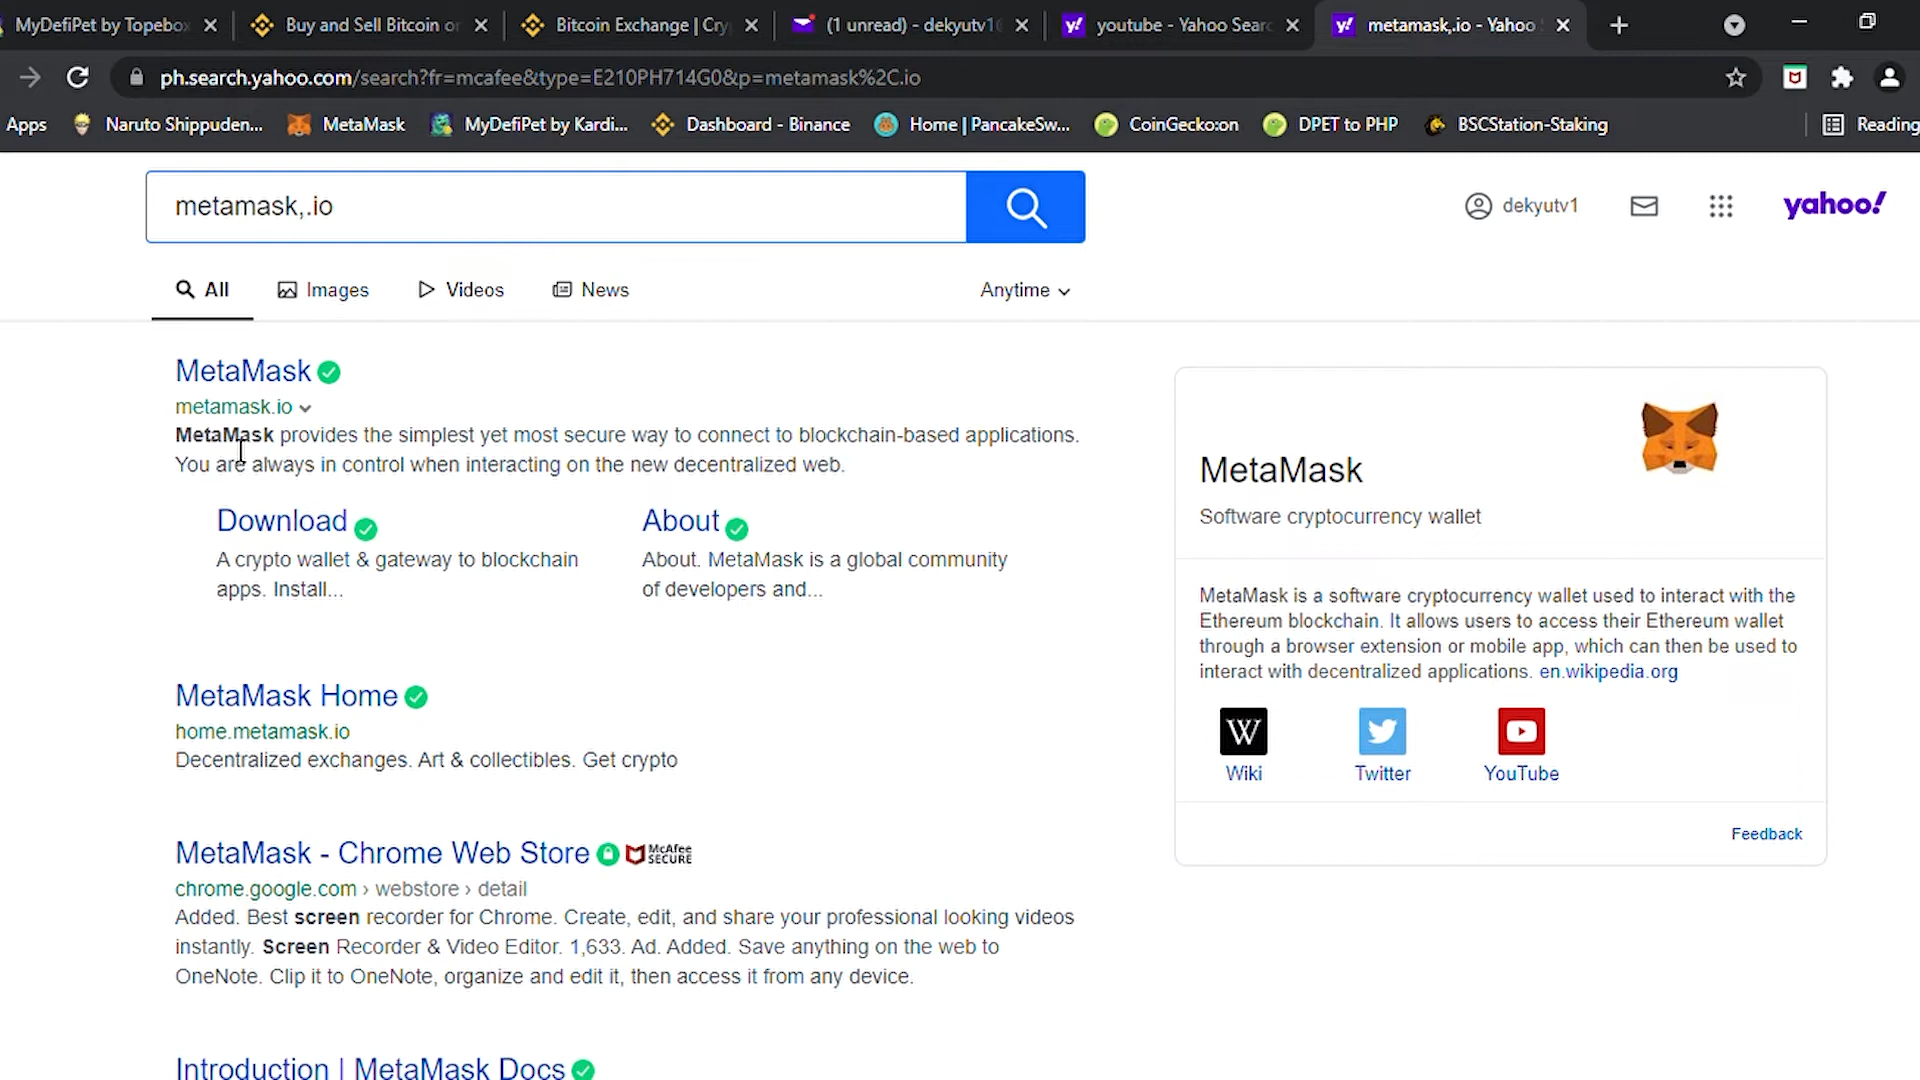 MyDefiPet by Topebox
Buy and Sell Bitcoin or
Bitcoin Exchange | Cry
(1 unread) - dekyutv10
youtube - Yahoo Searc
metamask,.io - Yahoo
ph.search.yahoo.com/search?fr=mcafee&type=E210PH714G0&p=metamask%2C.io
Apps
Naruto Shippuden...
MetaMask
MyDefiPet by Kardi...
Dashboard - Binance
Home | PancakeSw...
CoinGecko:on
DPET to PHP
BSCStation-Staking
Reading
metamask,.io
dekyutv1
yahoo!
All
Images
Videos
News
Anytime
MetaMask
metamask.io
MetaMask provides the simplest yet most secure way to connect to blockchain-based applications.
You are always in control when interacting on the new decentralized web.
Download
A crypto wallet & gateway to blockchain
apps. Install...
About
About. MetaMask is a global community
of developers and...
MetaMask Home
home.metamask.io
Decentralized exchanges. Art & collectibles. Get crypto
MetaMask - Chrome Web Store
McAfee
SECURE
chrome.google.com › webstore › detail
Added. Best screen recorder for Chrome. Create, edit, and share your professional looking videos
instantly. Screen Recorder & Video Editor. 1,633. Ad. Added. Save anything on the web to
OneNote. Clip it to OneNote, organize and edit it, then access it from any device.
Introduction | MetaMask Docs
MetaMask
Software cryptocurrency wallet
MetaMask is a software cryptocurrency wallet used to interact with the
Ethereum blockchain. It allows users to access their Ethereum wallet
through a browser extension or mobile app, which can then be used to
interact with decentralized applications. en.wikipedia.org
W
Wiki
Twitter
YouTube
Feedback